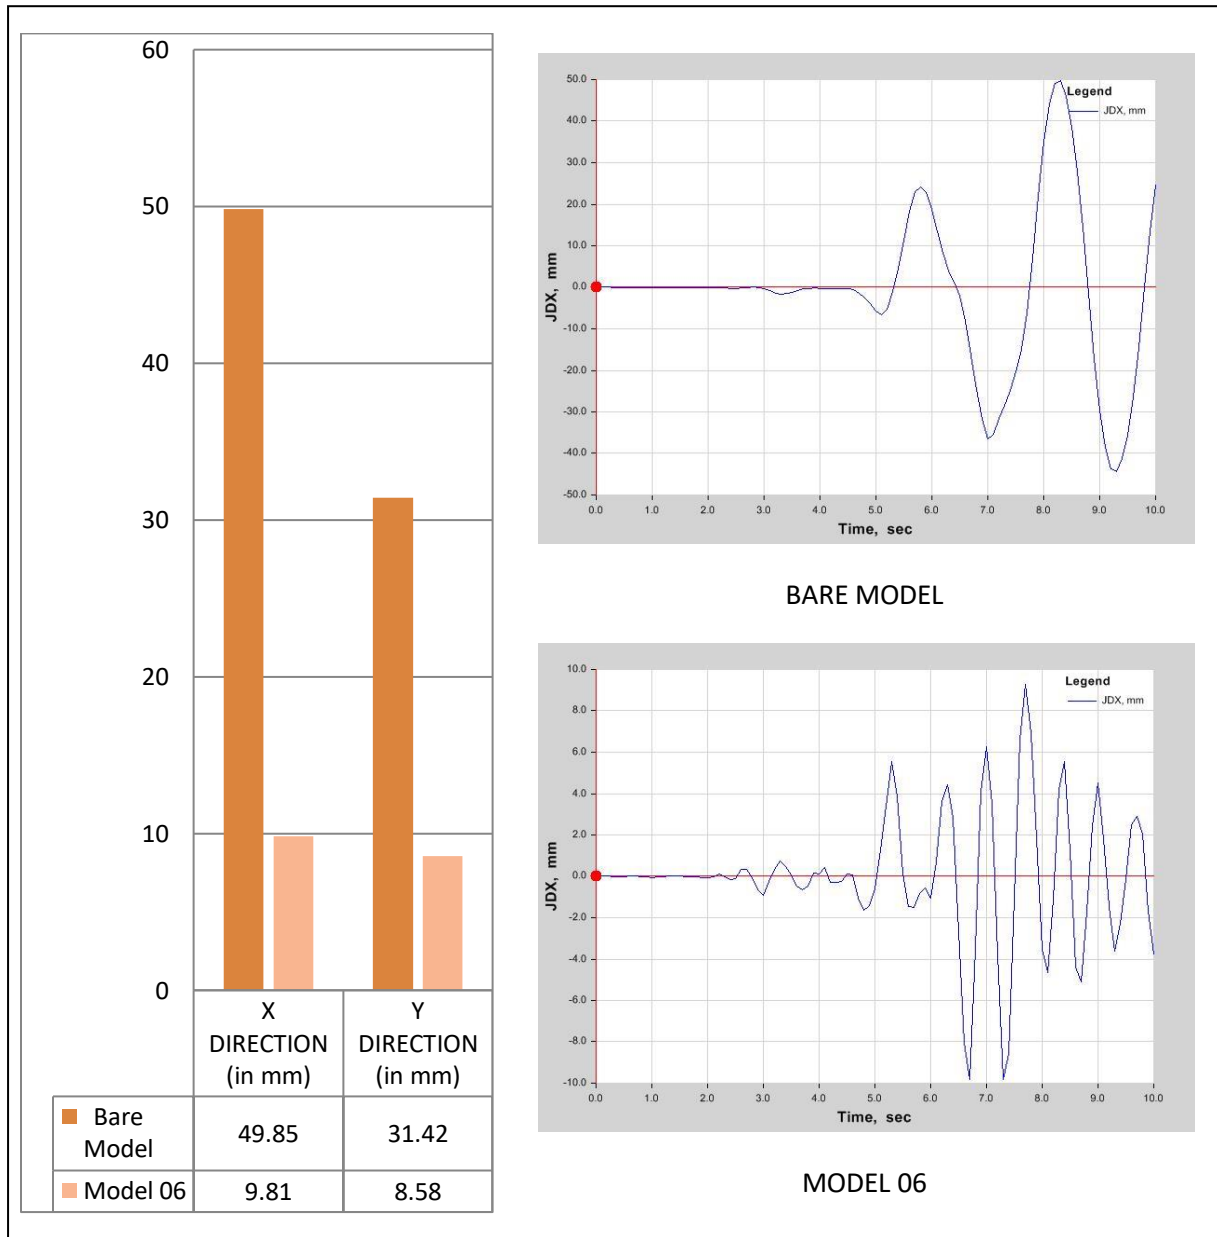 60
50
40
30
20
10
0
X
DIRECTION
(in mm)
Y
DIRECTION
(in mm)
Bare
Model
49.85
31.42
Model 06
9.81
8.58
50.0
40.0
30.0
20.0
10.0
0.0
-10.0
-20.0
-30.0
-40.0
-50.0
JDX, mm
Legend
JDX, mm
0.0 1.0 2.0 3.0 4.0 5.0 6.0 7.0 8.0 9.0 10.0
Time, sec
BARE MODEL
10.0
8.0
6.0
4.0
2.0
0.0
-2.0
-4.0
-6.0
-8.0
-10.0
JDX, mm
Legend
JDX, mm
0.0 1.0 2.0 3.0 4.0 5.0 6.0 7.0 8.0 9.0 10.0
Time, sec
MODEL 06